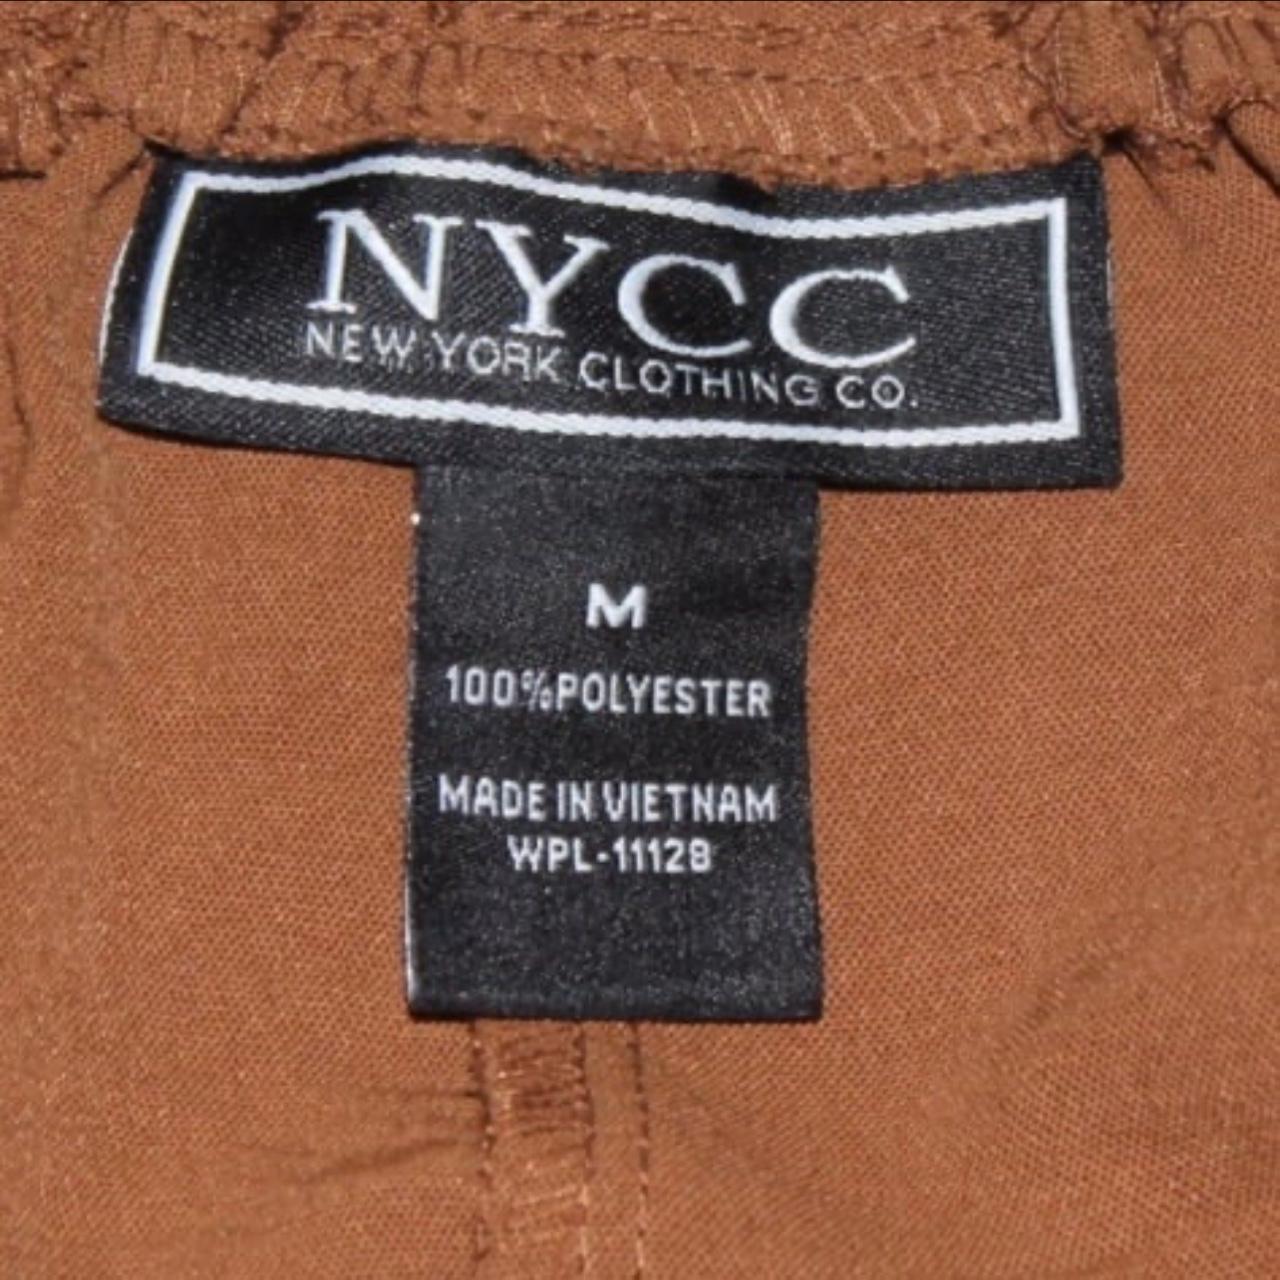 NYCC
NEW YORK CLOTHING CO.
M
100%POLYESTER
MADE IN VIETNAM
WPL-11128